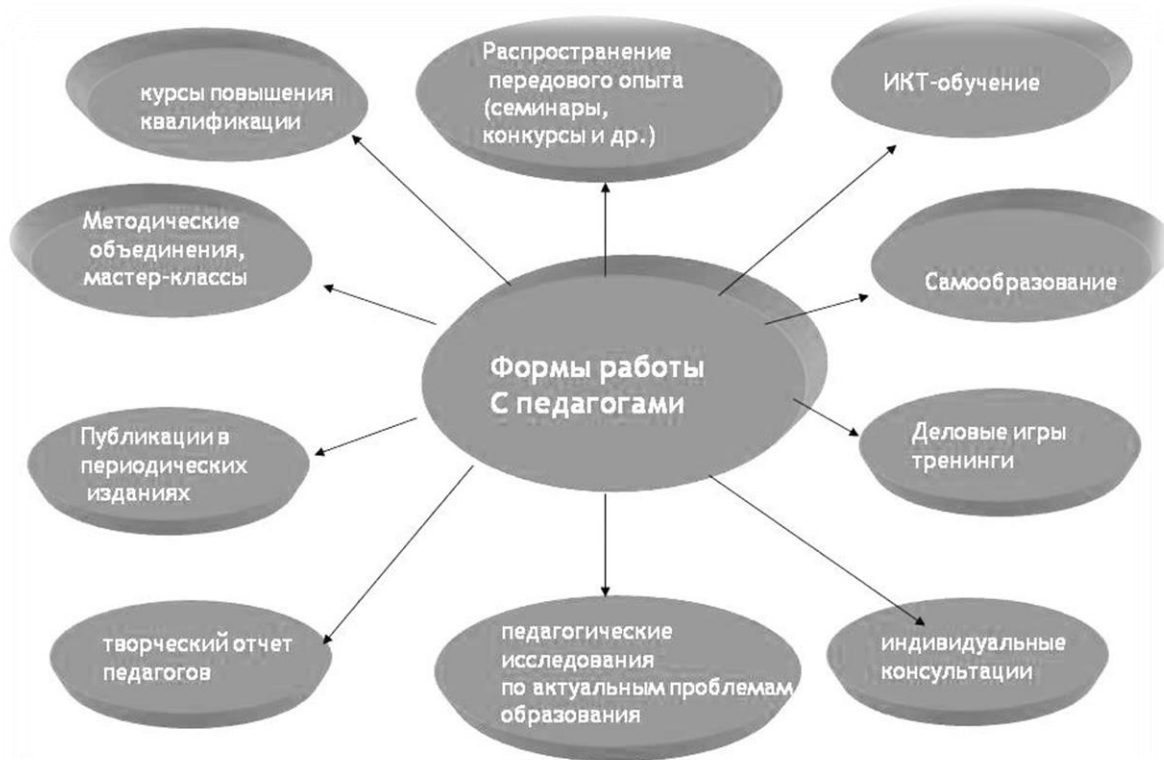 курсы повышения
квалификации
Распространение
передового опыта
(семинары,
конкурсы и др.)
ИКТ-обучение
Методические
объединения,
мастер-классы
Самообразование
Формы работы
С педагогами
Публикации в
периодических
изданиях
Деловые игры
тренинги
творческий отчет
педагогов
педагогические
исследования
по актуальным проблемам
образования
индивидуальные
консультации